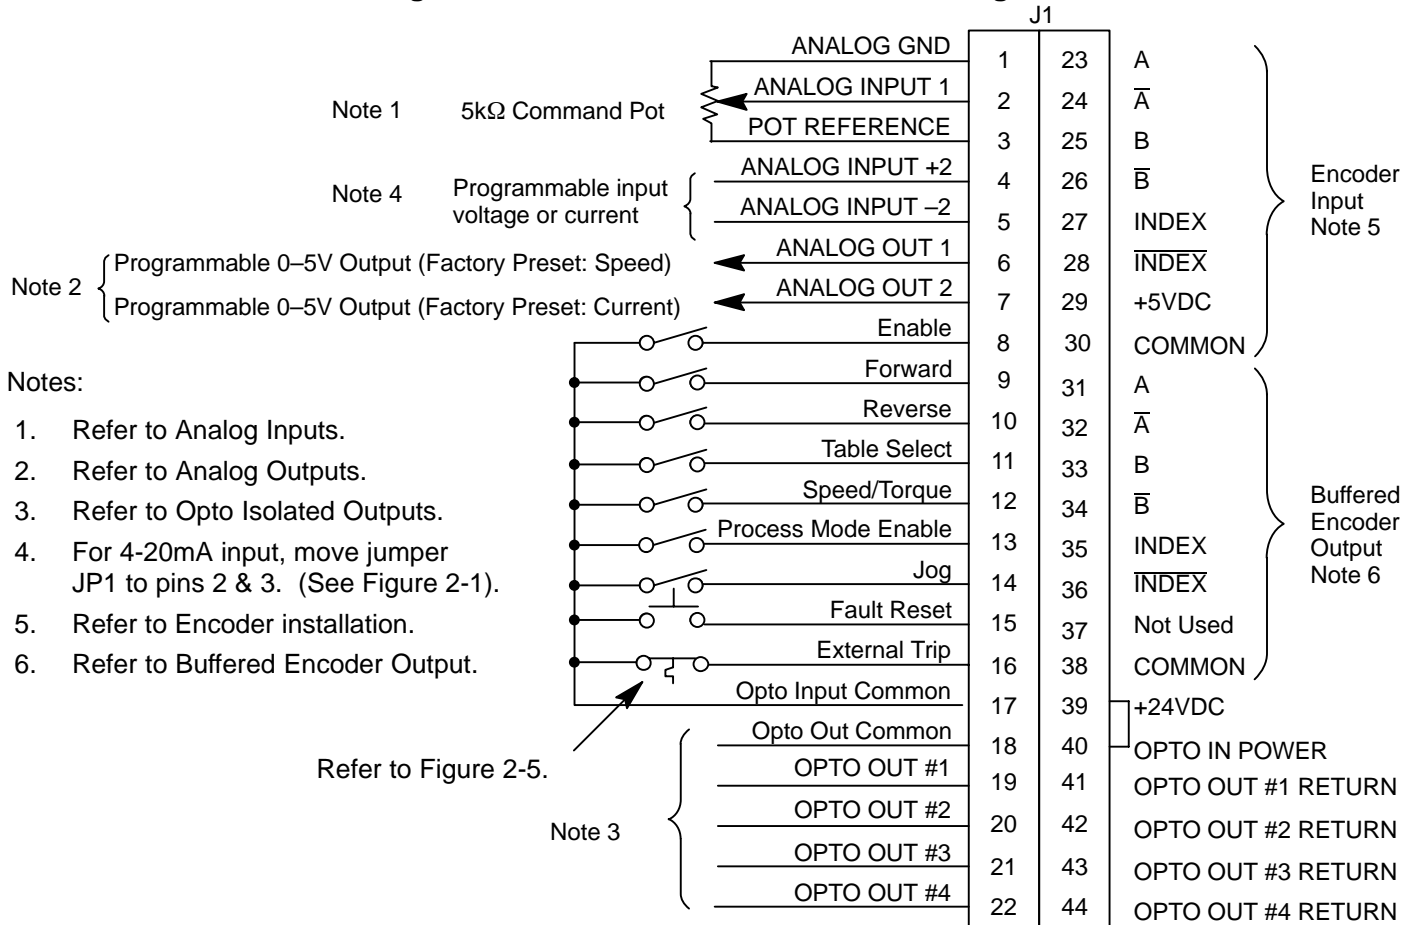 J1
ANALOG GND 1 23 A
Note 1 5kΩ Command Pot ANALOG INPUT 1 2 24 A̅
POT REFERENCE 3 25 B
ANALOG INPUT +2 4 26 B̅
Note 4 Programmable input
voltage or current
ANALOG INPUT –2 5 27 INDEX
Encoder
Input
Note 5
ANALOG OUT 1 6 28 I̅N̅D̅E̅X̅
Note 2 Programmable 0–5V Output (Factory Preset: Speed)
ANALOG OUT 2 7 29 +5VDC
Programmable 0–5V Output (Factory Preset: Current)
Enable 8 30 COMMON
Forward 9 31 A
Reverse 10 32 A̅
Table Select 11 33 B
Speed/Torque 12 34 B̅
Process Mode Enable 13 35 INDEX
Jog 14 36 I̅N̅D̅E̅X̅
Buffered
Encoder
Output
Note 6
Fault Reset 15 37 Not Used
External Trip 16 38 COMMON
Opto Input Common 17 39 +24VDC
Opto Out Common 18 40 OPTO IN POWER
OPTO OUT #1 19 41 OPTO OUT #1 RETURN
OPTO OUT #2 20 42 OPTO OUT #2 RETURN
OPTO OUT #3 21 43 OPTO OUT #3 RETURN
OPTO OUT #4 22 44 OPTO OUT #4 RETURN
Note 3
Refer to Figure 2-5.
Notes:
1. Refer to Analog Inputs.
2. Refer to Analog Outputs.
3. Refer to Opto Isolated Outputs.
4. For 4-20mA input, move jumper
JP1 to pins 2 & 3. (See Figure 2-1).
5. Refer to Encoder installation.
6. Refer to Buffered Encoder Output.